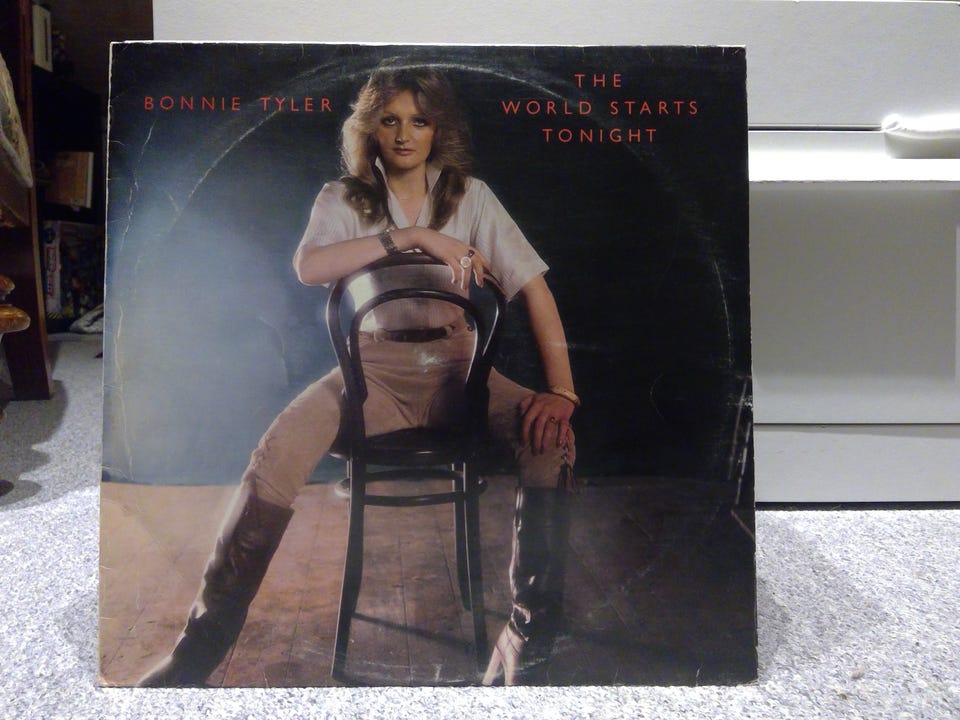 BONNIE TYLER
THE
WORLD STARTS
TONIGHT